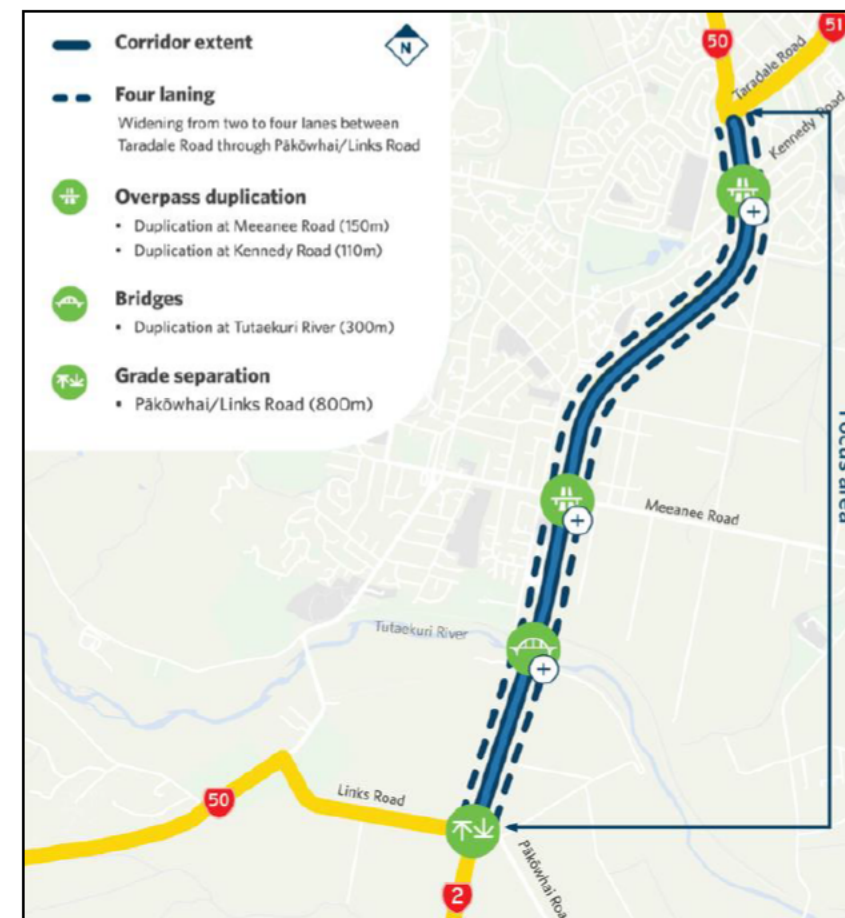 Corridor extent
N
Four laning
Widening from two to four lanes between
Taradale Road through Pākōwhai/Links Road
Overpass duplication
• Duplication at Meeanee Road (150m)
• Duplication at Kennedy Road (110m)
Bridges
• Duplication at Tutaekuri River (300m)
Grade separation
• Pākōwhai/Links Road (800m)
50
51
Taradale Road
Kennedy Road
Focus area
Meeanee Road
Tutaekuri River
50
Links Road
2